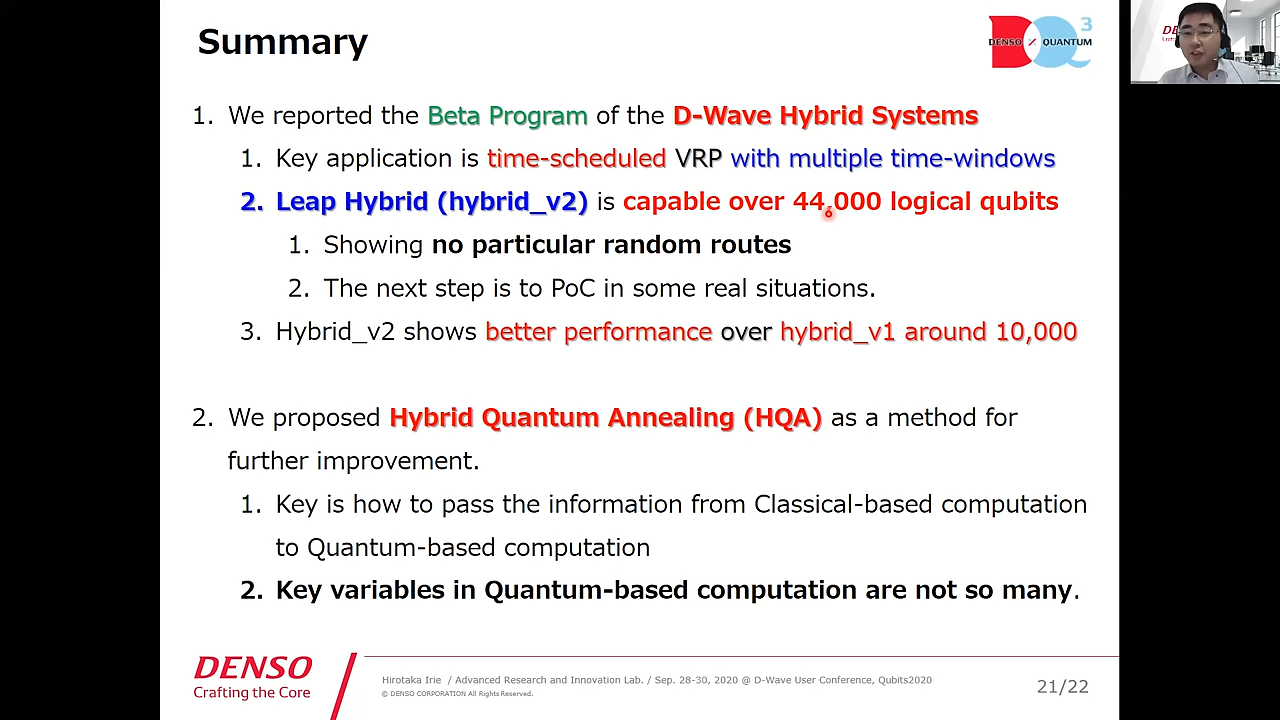 Summary
DENSO × QUANTUM 3
1. We reported the Beta Program of the D-Wave Hybrid Systems
1. Key application is time-scheduled VRP with multiple time-windows
2. Leap Hybrid (hybrid_v2) is capable over 44,000 logical qubits
1. Showing no particular random routes
2. The next step is to PoC in some real situations.
3. Hybrid_v2 shows better performance over hybrid_v1 around 10,000
2. We proposed Hybrid Quantum Annealing (HQA) as a method for
further improvement.
1. Key is how to pass the information from Classical-based computation
to Quantum-based computation
2. Key variables in Quantum-based computation are not so many.
DENSO
Crafting the Core
Hirotaka Irie / Advanced Research and Innovation Lab. / Sep. 28-30, 2020 @ D-Wave User Conference, Qubits2020
© DENSO CORPORATION All Rights Reserved.
21/22